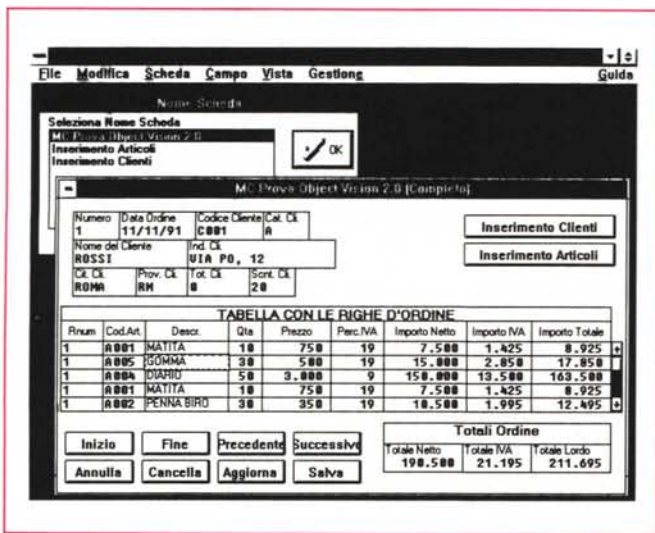 File Modifica Scheda Campo Vista Gestione Guida
Nome Scheda
Seleziona Nome Scheda
MC Prova Object Vision 2.0
Inserimento Articoli
Inserimento Clienti
OK
MC Prova Object Vision 2.0 [Completo]
Numero Data Ordine Codice Cliente Cat. Cli.
1 11/11/91 C001 A
Nome del Cliente Ind. Cli.
ROSSI VIA PO, 12
Cit. Cli. Prov. Cli. Tot. Cli. Scnt. Cli.
ROMA RM 0 20
Inserimento Clienti
Inserimento Articoli
TABELLA CON LE RIGHE D'ORDINE
Rnum Cod.Art. Descr. Qta Prezzo Perc.IVA Importo Netto Importo IVA Importo Totale
1 A001 MATITA 10 750 19 7.500 1.425 8.925
1 A005 GOMMA 30 500 19 15.000 2.850 17.850
1 A004 DIARIO 50 3.000 9 150.000 13.500 163.500
1 A001 MATITA 10 750 19 7.500 1.425 8.925
1 A002 PENNA BIRO 30 350 19 10.500 1.995 12.495
Inizio Fine Precedente Successivo
Annulla Cancella Aggiorna Salva
Totali Ordine
Totale Netto Totale IVA Totale Lordo
190.500 21.195 211.695